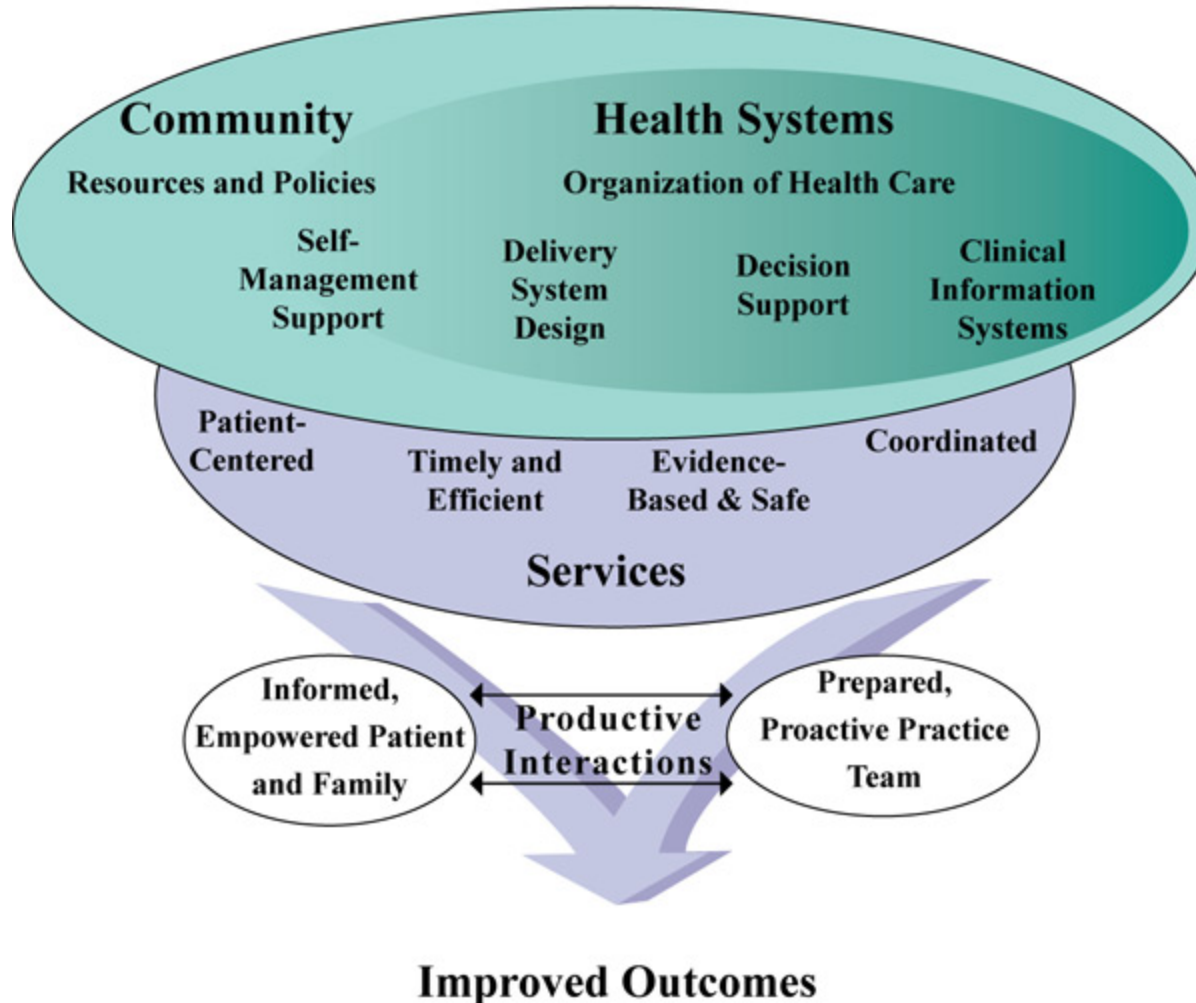 Community
Health Systems
Resources and Policies
Organization of Health Care
Self-
Management
Support
Delivery
System
Design
Decision
Support
Clinical
Information
Systems
Patient-
Centered
Timely and
Efficient
Evidence-
Based & Safe
Coordinated
Services
Informed,
Empowered Patient
and Family
Productive
Interactions
Prepared,
Proactive Practice
Team
Improved Outcomes